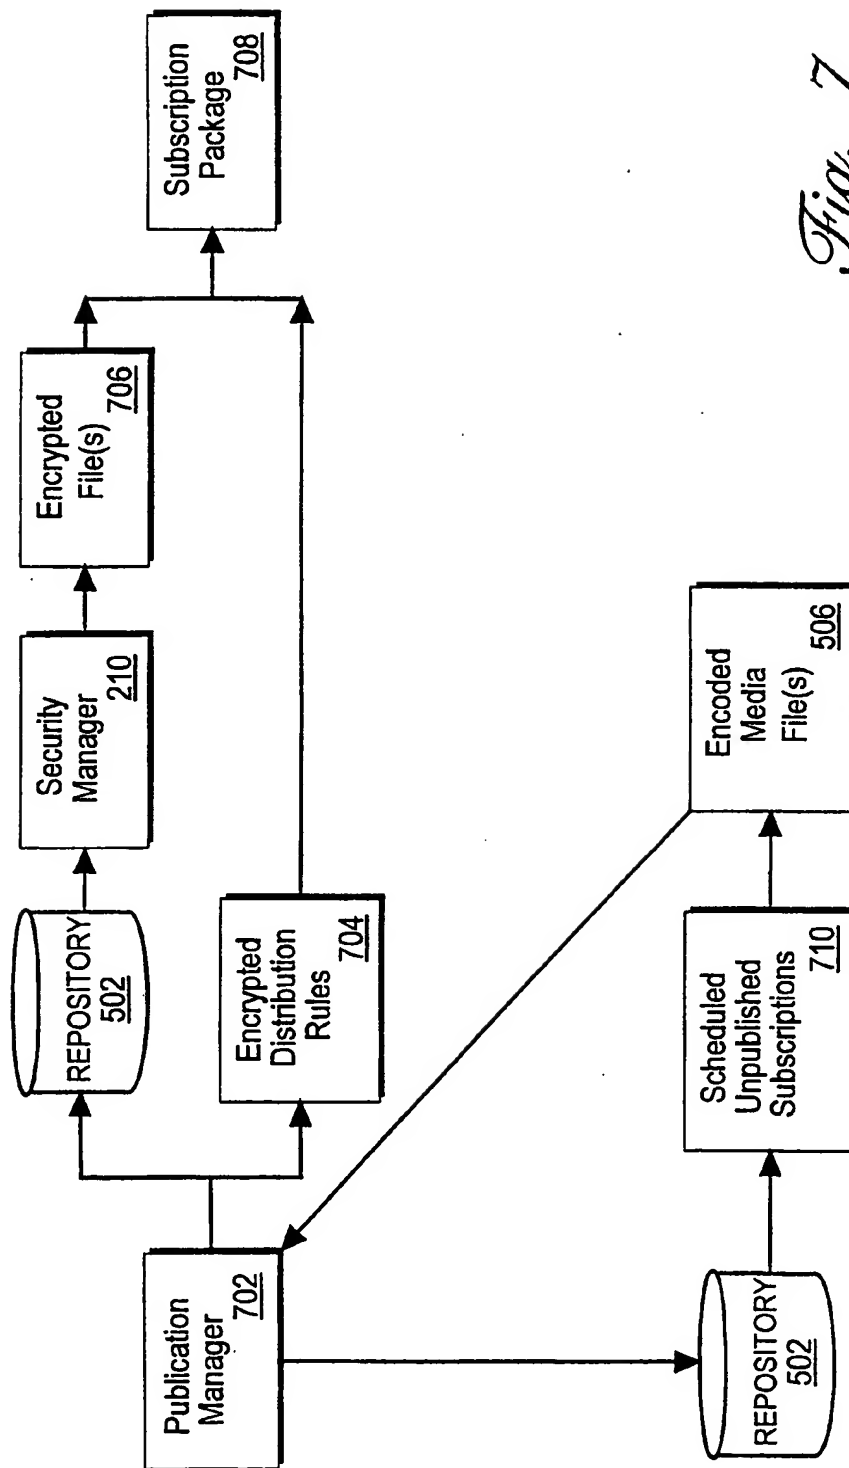 Publication
Manager
702
REPOSITORY
502
Security
Manager
210
Encrypted
File(s)
706
Subscription
Package
708
Encrypted
Distribution
Rules
704
REPOSITORY
502
Scheduled
Unpublished
Subscriptions
710
Encoded
Media
File(s)
506
Fig. 7